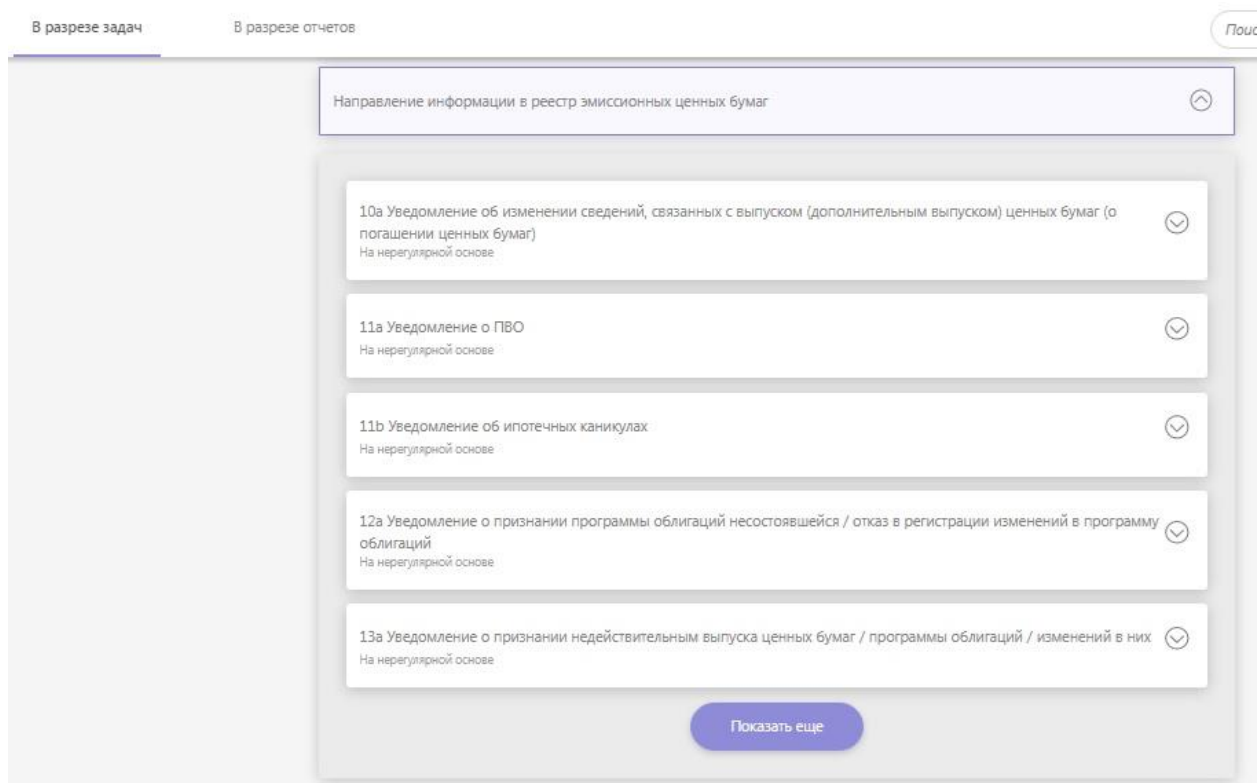 В разрезе задач
В разрезе отчетов
Направление информации в реестр эмиссионных ценных бумаг
10a Уведомление об изменении сведений, связанных с выпуском (дополнительным выпуском) ценных бумаг (о
погашении ценных бумаг)
На нерегулярной основе
11a Уведомление о ПВО
На нерегулярной основе
11b Уведомление об ипотечных каникулах
На нерегулярной основе
12a Уведомление о признании программы облигаций несостоявшейся / отказ в регистрации изменений в программу
облигаций
На нерегулярной основе
13a Уведомление о признании недействительным выпуска ценных бумаг / программы облигаций / изменений в них
На нерегулярной основе
Показать еще